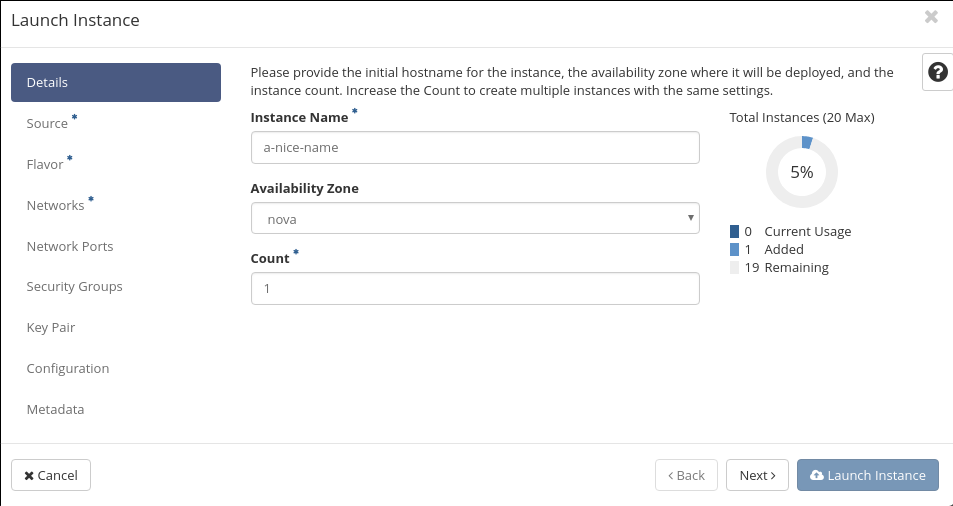 Launch Instance
Details
Source *
Flavor *
Networks *
Network Ports
Security Groups
Key Pair
Configuration
Metadata
Please provide the initial hostname for the instance, the availability zone where it will be deployed, and the
instance count. Increase the Count to create multiple instances with the same settings.
Instance Name *
a-nice-name
Availability Zone
nova
Count *
1
Total Instances (20 Max)
5%
0 Current Usage
1 Added
19 Remaining
Cancel
< Back
Next >
Launch Instance